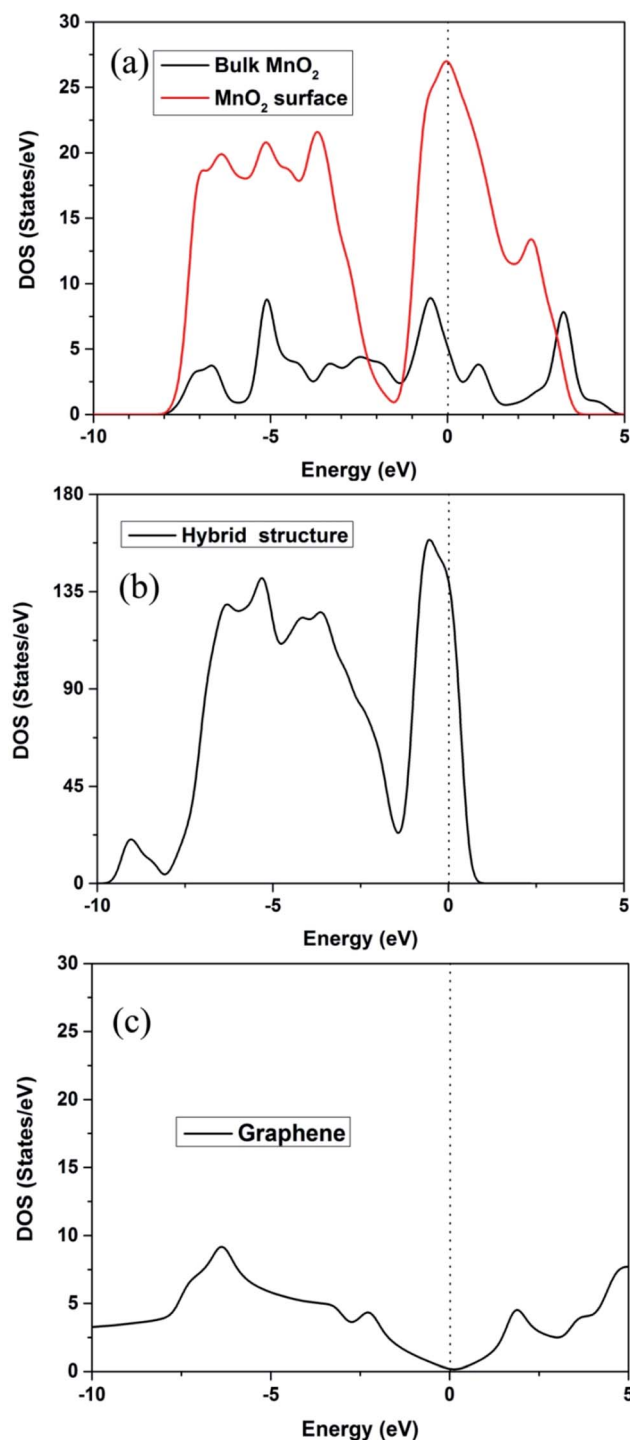 (a)
Bulk MnO₂
MnO₂ surface
30
25
20
15
10
5
0
DOS (States/eV)
-10
-5
0
5
Energy (eV)
(b)
Hybrid structure
180
135
90
45
0
DOS (States/eV)
-10
-5
0
5
Energy (eV)
(c)
Graphene
30
25
20
15
10
5
0
DOS (States/eV)
-10
-5
0
5
Energy (eV)